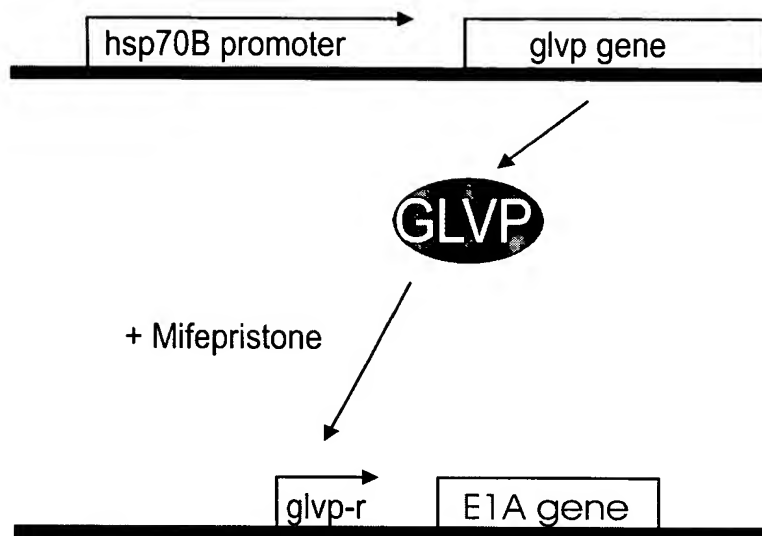 hsp70B promoter
glvp gene
GLVP
+ Mifepristone
glvp-r
E1A gene